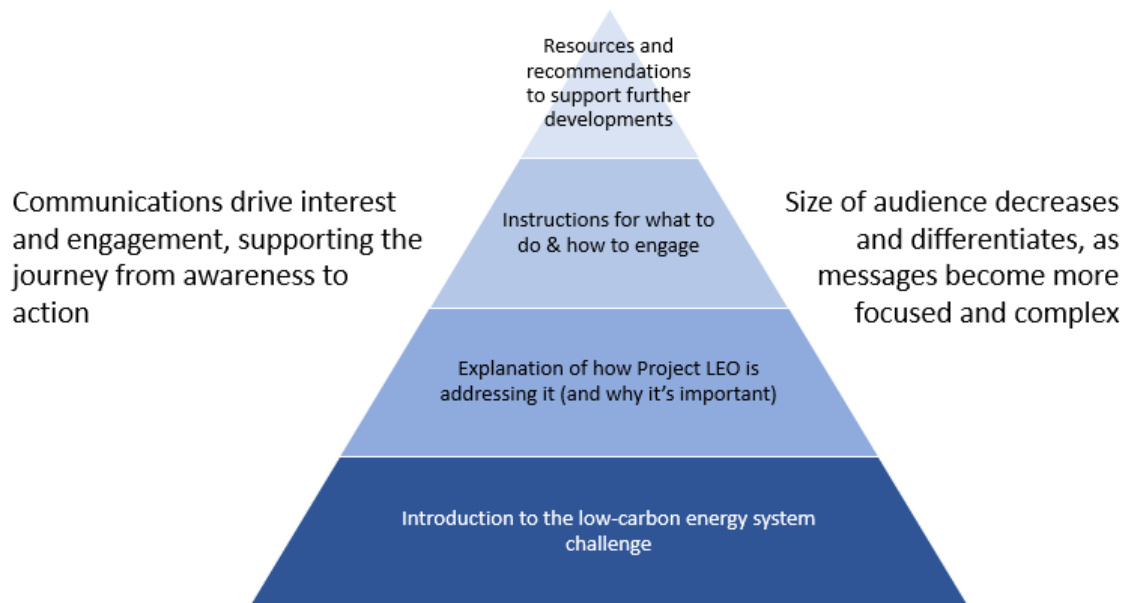 Resources and
recommendations
to support further
developments
Communications drive interest
and engagement, supporting the
journey from awareness to
action
Instructions for what to
do & how to engage
Size of audience decreases
and differentiates, as
messages become more
focused and complex
Explanation of how Project LEO is
addressing it (and why it’s important)
Introduction to the low-carbon energy system
challenge